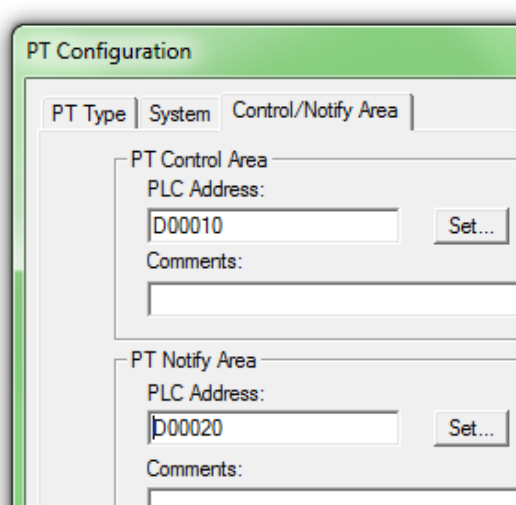 PT Configuration
PT Type System Control/Notify Area
PT Control Area
PLC Address:
D00010 Set...
Comments:
PT Notify Area
PLC Address:
D00020 Set...
Comments: